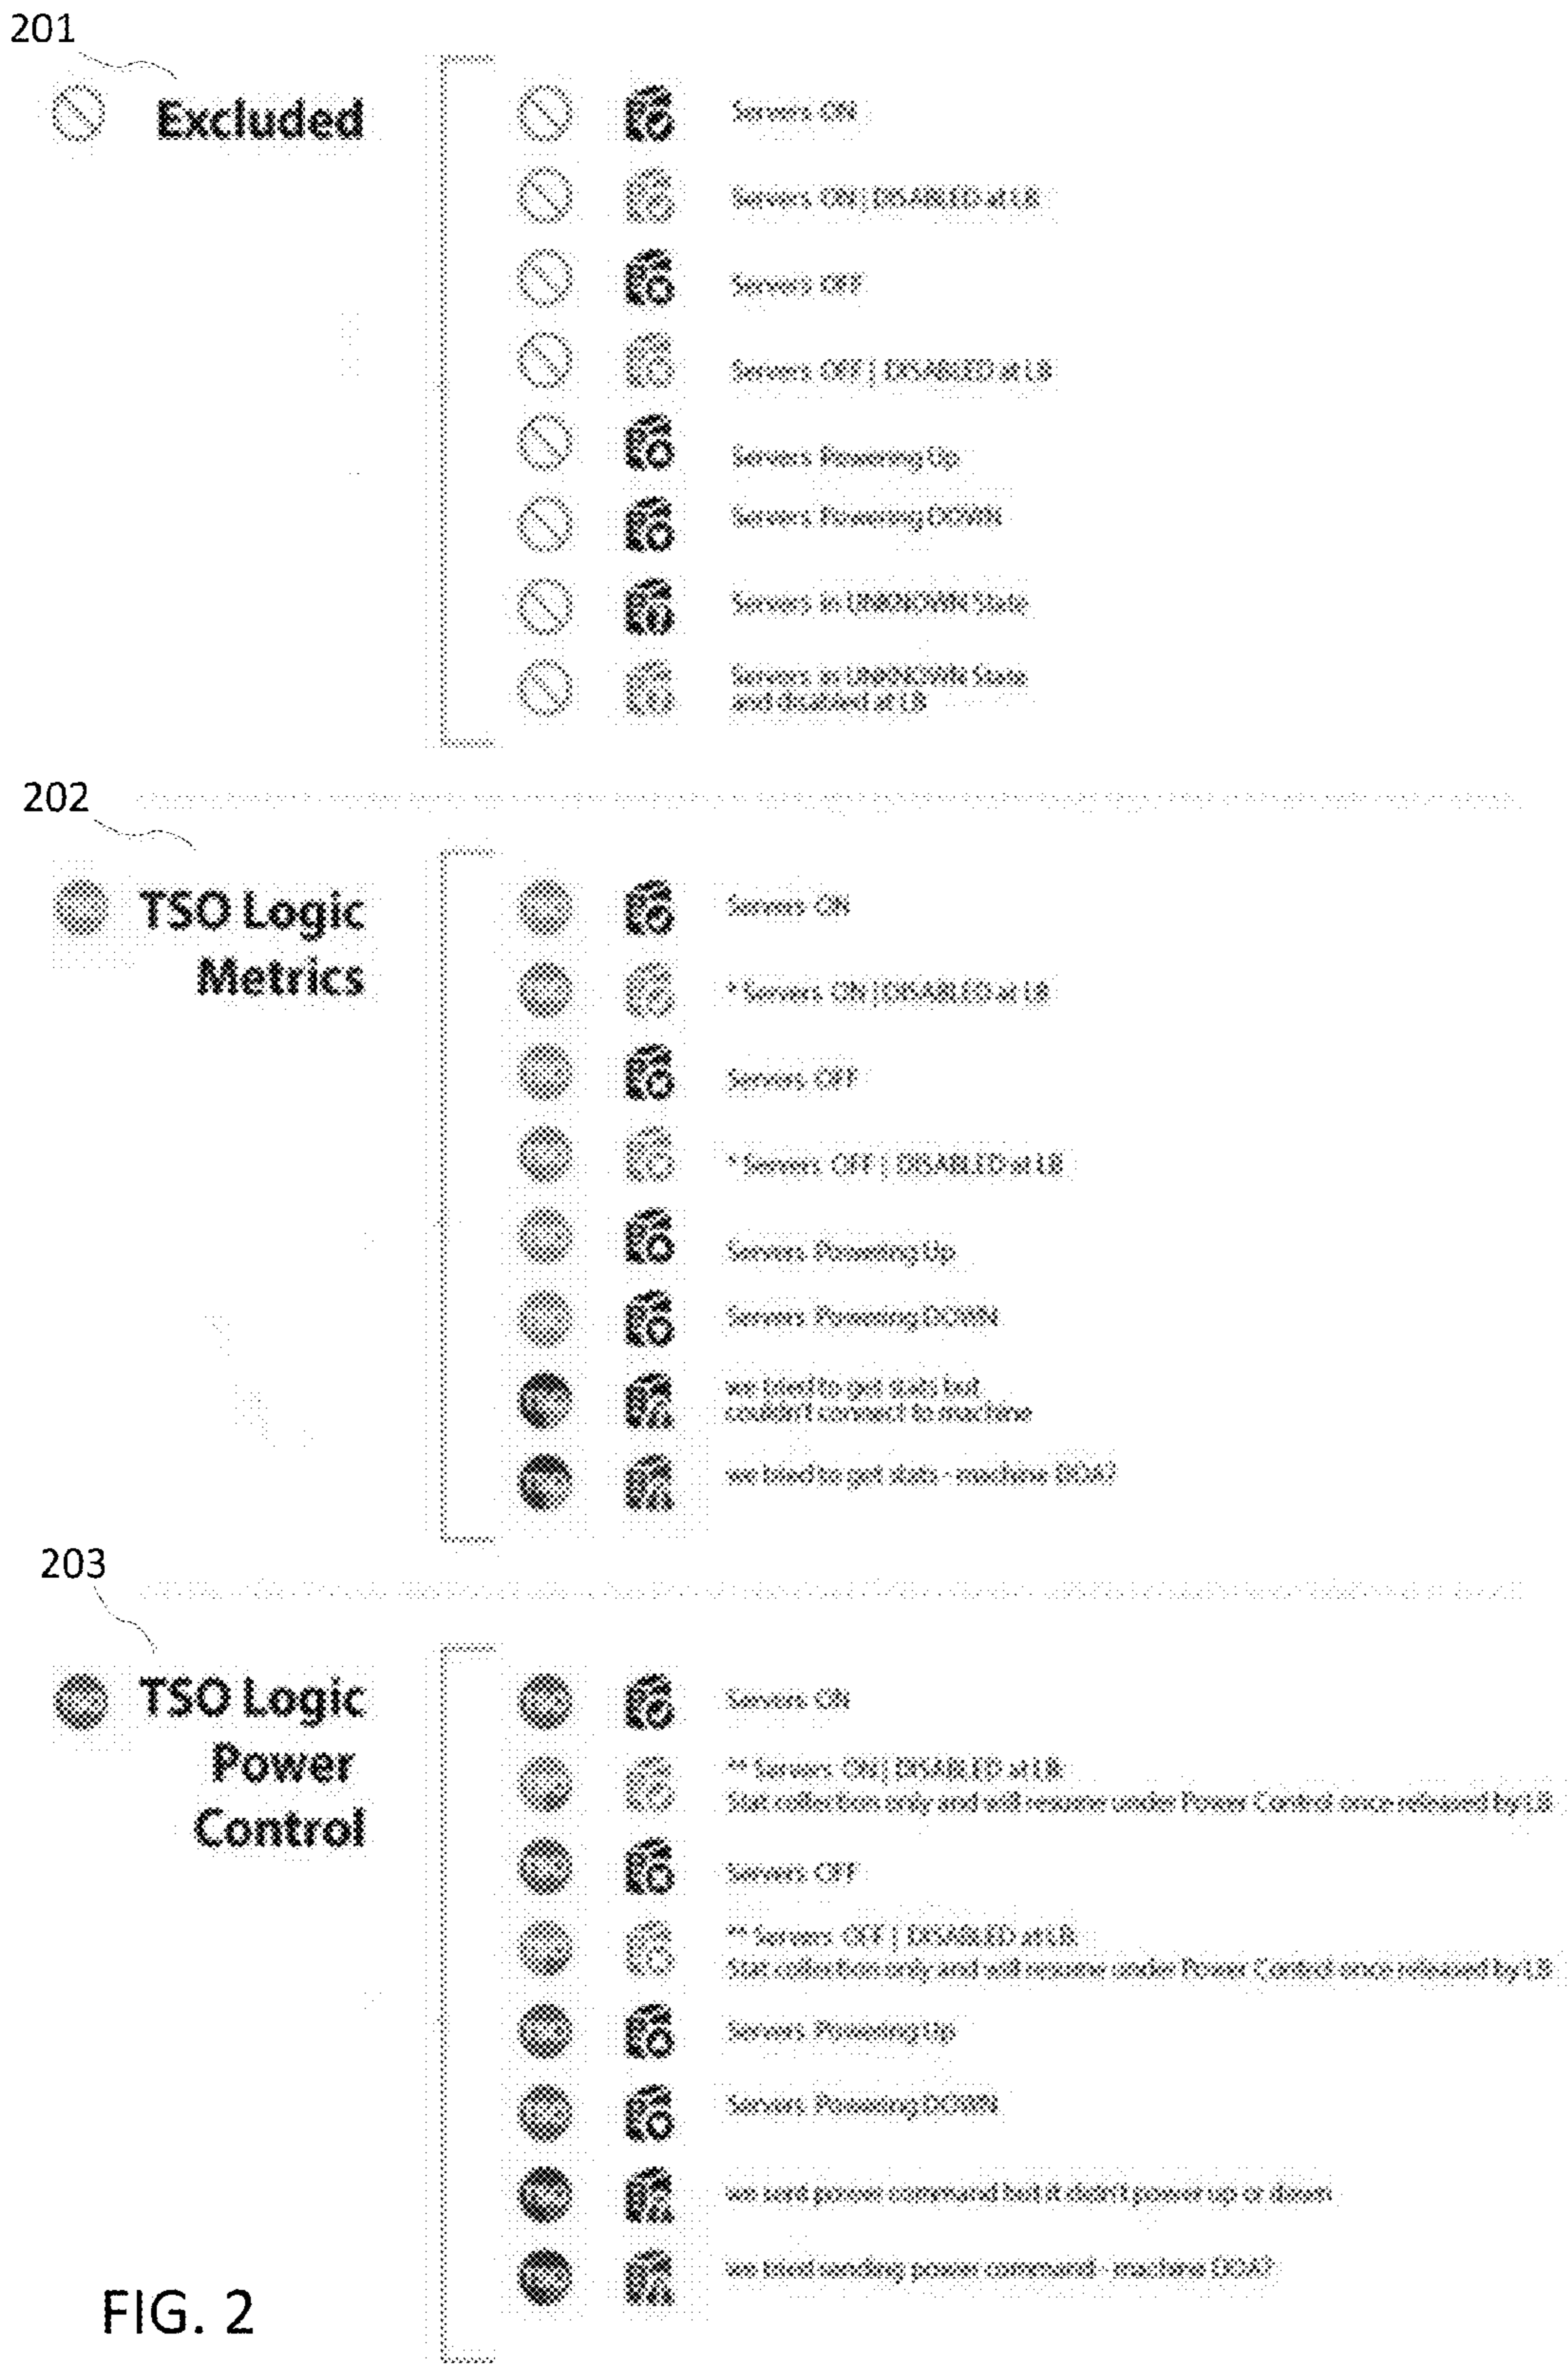 201
Excluded
Servers ON
Servers ON | DISABLED at LB
Servers OFF
Servers OFF | DISABLED at LB
Servers Powering Up
Servers Powering DOWN
Servers in UNKNOWN State
Servers in UNKNOWN State
and disabled at LB
202
TSO Logic
Metrics
Servers ON
* Servers ON | DISABLED at LB
Servers OFF
* Servers OFF | DISABLED at LB
Servers Powering Up
Servers Powering DOWN
we tried to get stats but
couldn't connect to machine
we tried to get stats - machine DOA?
203
TSO Logic
Power
Control
Servers ON
** Servers ON | DISABLED at LB
Stat collection only and will resume under Power Control once released by LB
Servers OFF
** Servers OFF | DISABLED at LB
Stat collection only and will resume under Power Control once released by LB
Servers Powering Up
Servers Powering DOWN
we sent power command but it didn't power up or down
we tried sending power command - machine DOA?
FIG. 2